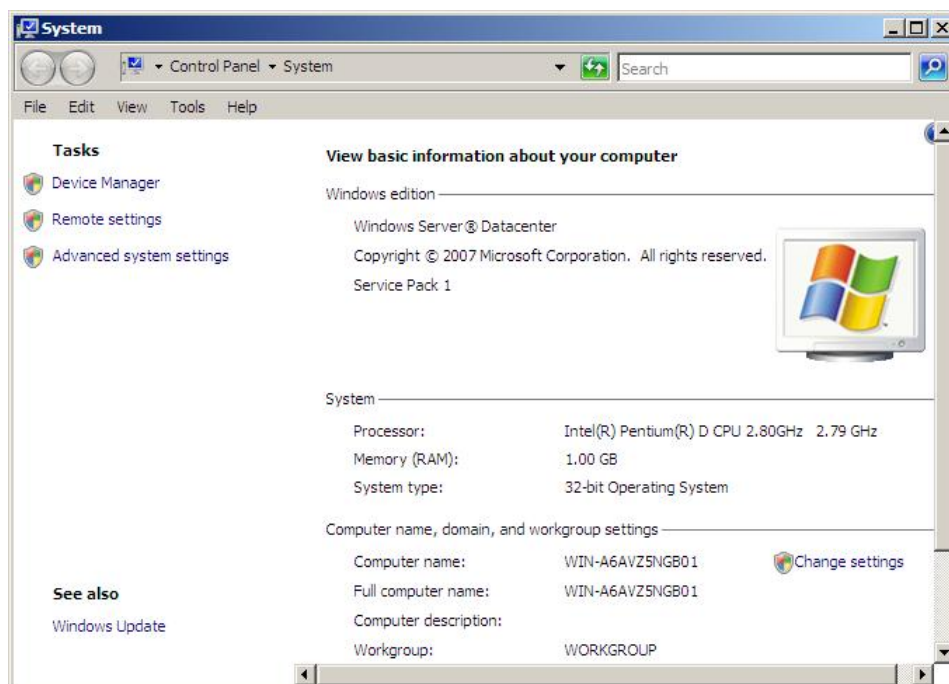 System
Control Panel System
Search
File Edit View Tools Help
Tasks
Device Manager
Remote settings
Advanced system settings
See also
Windows Update
View basic information about your computer
Windows edition
Windows Server® Datacenter
Copyright © 2007 Microsoft Corporation. All rights reserved.
Service Pack 1
System
Processor: Intel(R) Pentium(R) D CPU 2.80GHz 2.79 GHz
Memory (RAM): 1.00 GB
System type: 32-bit Operating System
Computer name, domain, and workgroup settings
Computer name: WIN-A6AVZ5NGB01 Change settings
Full computer name: WIN-A6AVZ5NGB01
Computer description:
Workgroup: WORKGROUP